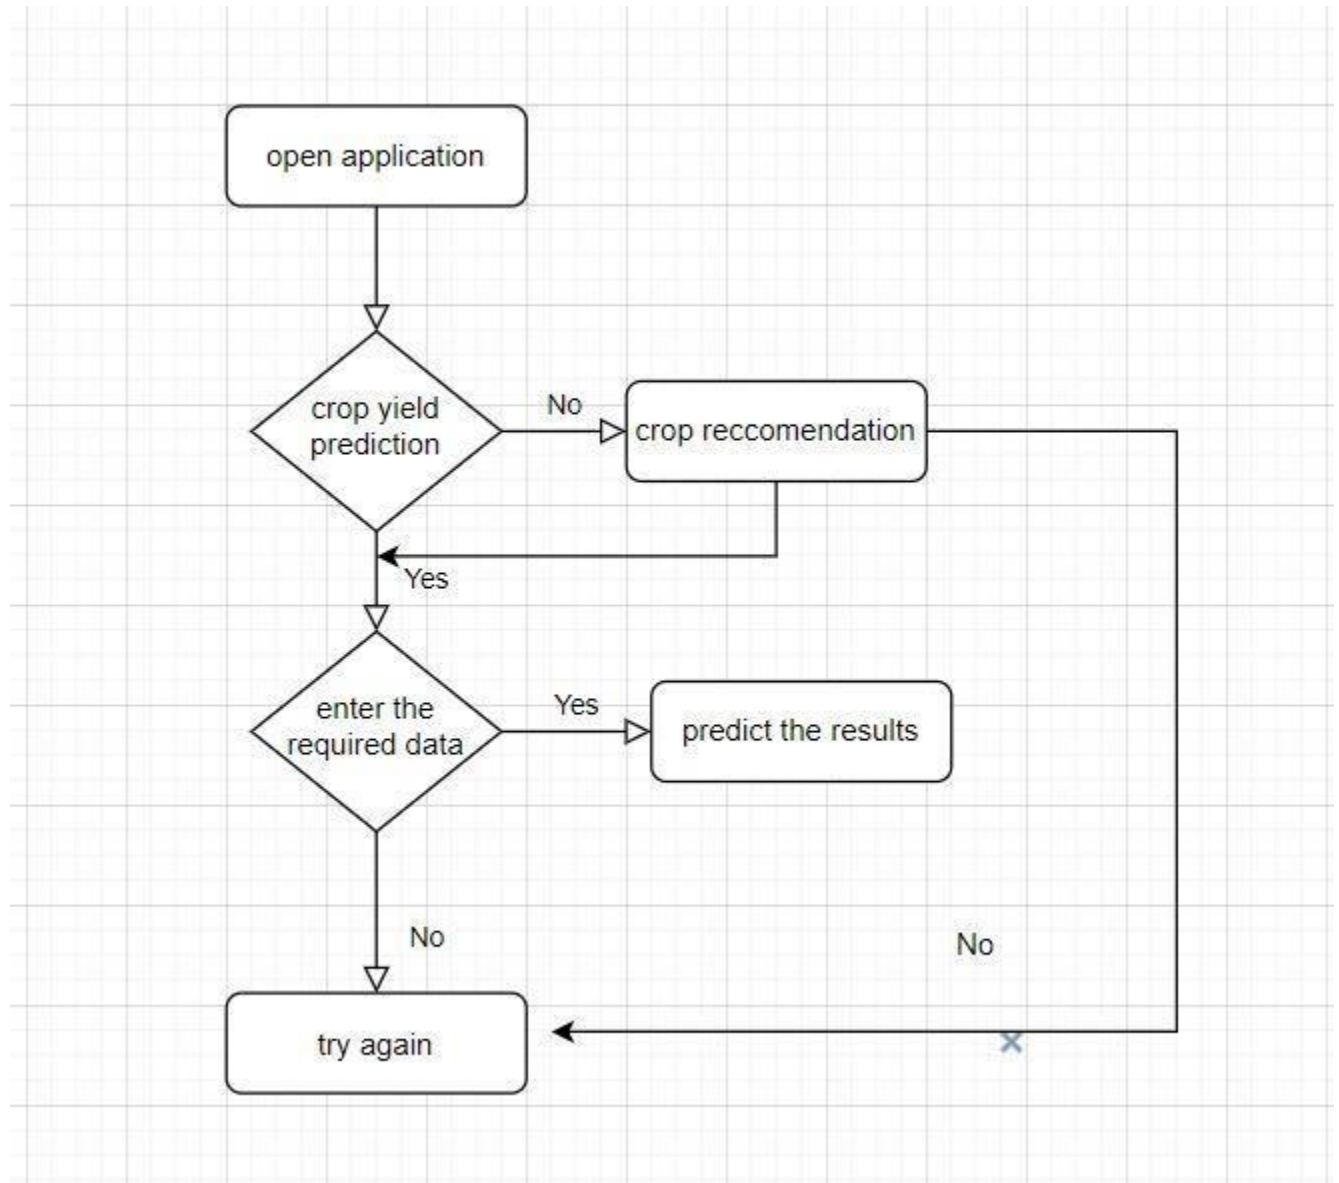 open application
crop yield
prediction
No
crop reccomendation
Yes
enter the
required data
Yes
predict the results
No
No
try again